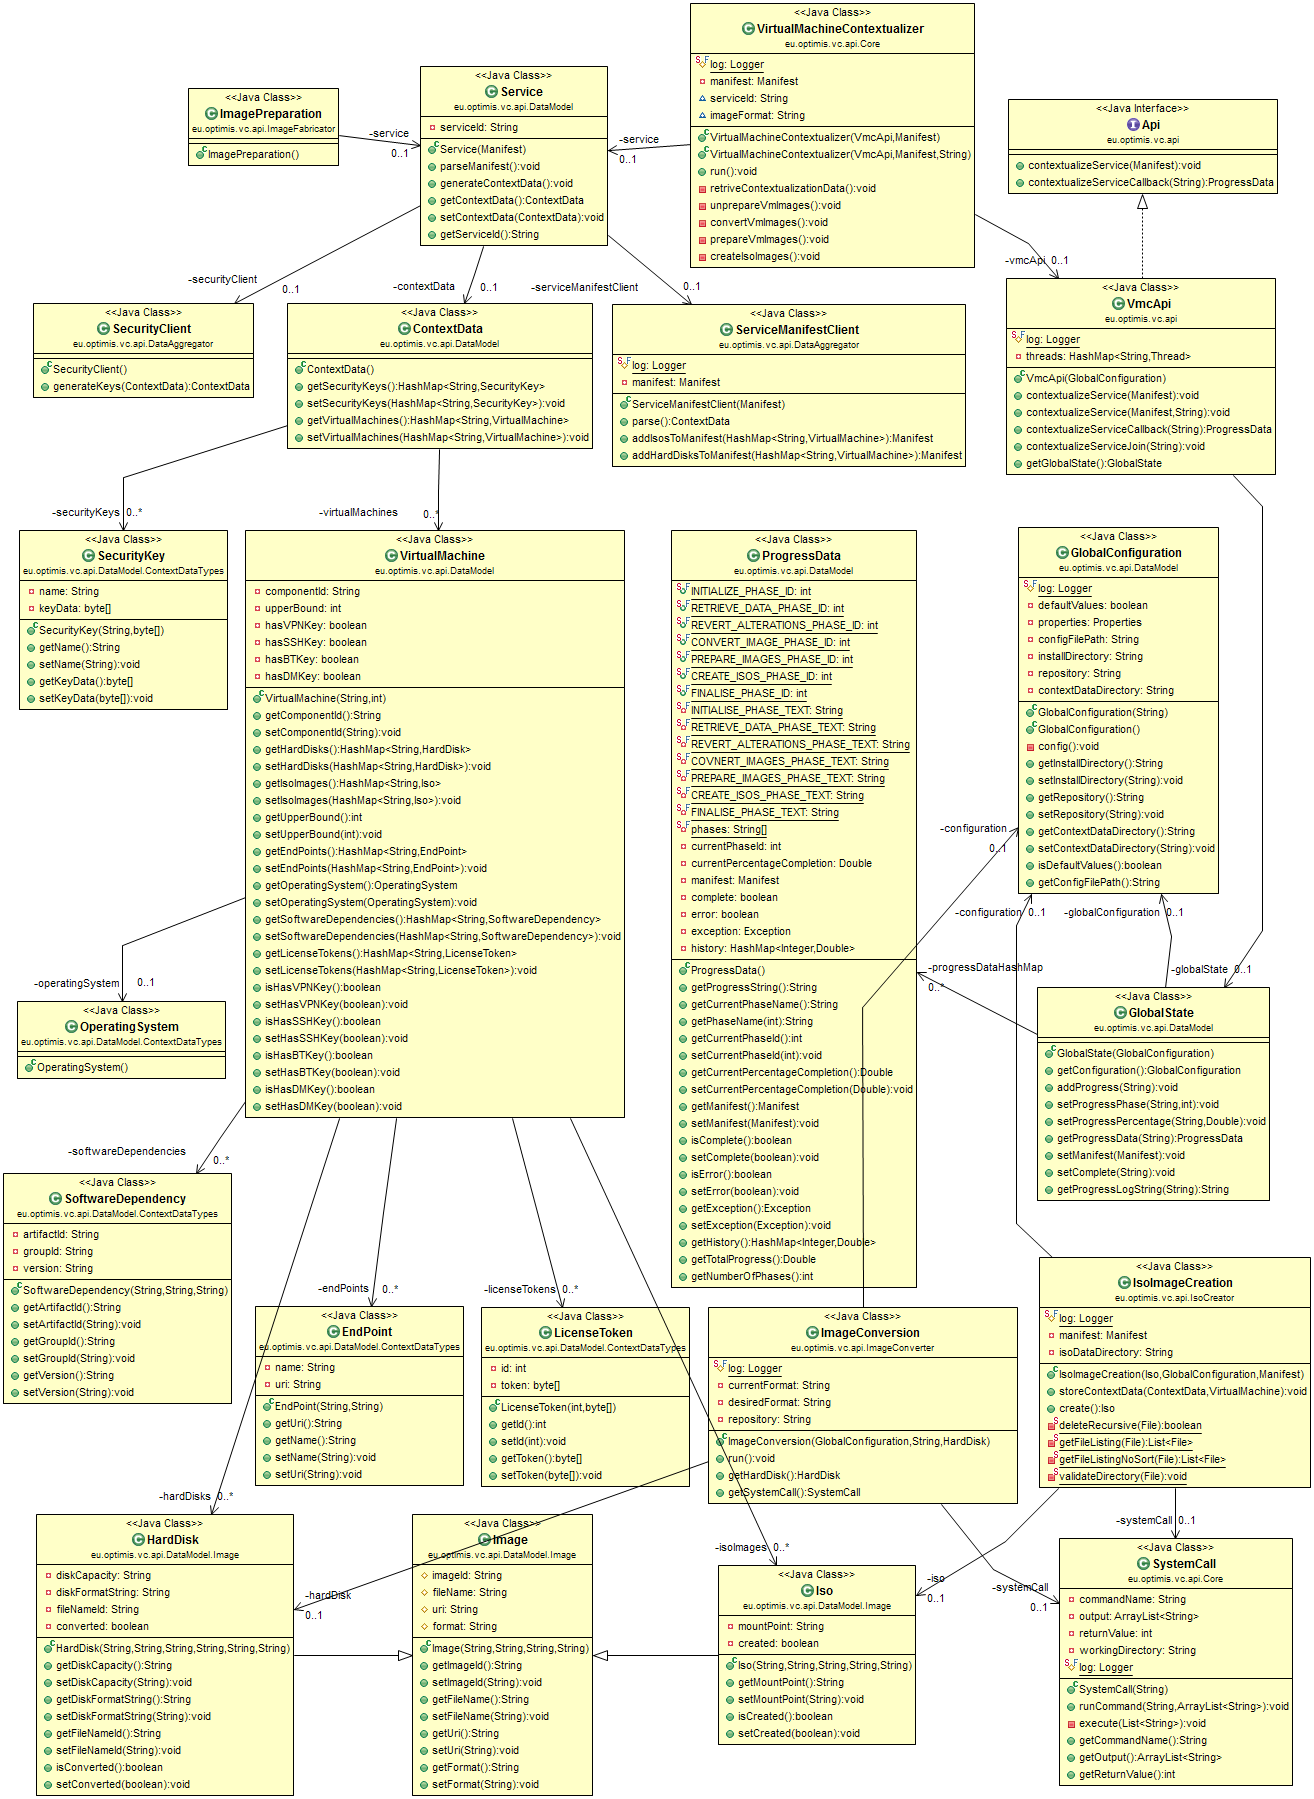 <<Java Class>>
VirtualMachineContextualizer
eu.optimis.vc.api.Core
log: Logger
manifest: Manifest
serviceId: String
imageFormat: String
VirtualMachineContextualizer(VmcApi,Manifest)
VirtualMachineContextualizer(VmcApi,Manifest,String)
run():void
retriveContextualizationData():void
unprepareVmImages():void
convertVmImages():void
prepareVmImages():void
createIsoImages():void
<<Java Class>>
Service
eu.optimis.vc.api.DataModel
serviceId: String
Service(Manifest)
parseManifest():void
generateContextData():void
getContextData():ContextData
setContextData(ContextData):void
getServiceId():String
<<Java Class>>
ImagePreparation
eu.optimis.vc.api.ImageFabricator
ImagePreparation()
-service
0..1
-service
0..1
<<Java Interface>>
Api
eu.optimis.vc.api
contextualizeService(Manifest):void
contextualizeServiceCallback(String):ProgressData
-vmcApi 0..1
-securityClient
0..1
-contextData
0..1
-serviceManifestClient
0..1
<<Java Class>>
SecurityClient
eu.optimis.vc.api.DataAggregator
SecurityClient()
generateKeys(ContextData):ContextData
<<Java Class>>
ContextData
eu.optimis.vc.api.DataModel
ContextData()
getSecurityKeys():HashMap<String,SecurityKey>
setSecurityKeys(HashMap<String,SecurityKey>):void
getVirtualMachines():HashMap<String,VirtualMachine>
setVirtualMachines(HashMap<String,VirtualMachine>):void
<<Java Class>>
ServiceManifestClient
eu.optimis.vc.api.DataAggregator
log: Logger
manifest: Manifest
ServiceManifestClient(Manifest)
parse():ContextData
addIsosToManifest(HashMap<String,VirtualMachine>):Manifest
addHardDisksToManifest(HashMap<String,VirtualMachine>):Manifest
<<Java Class>>
VmcApi
eu.optimis.vc.api
log: Logger
threads: HashMap<String,Thread>
VmcApi(GlobalConfiguration)
contextualizeService(Manifest):void
contextualizeService(Manifest,String):void
contextualizeServiceCallback(String):ProgressData
contextualizeServiceJoin(String):void
getGlobalState():GlobalState
-securityKeys 0..*
-virtualMachines
0..*
<<Java Class>>
SecurityKey
eu.optimis.vc.api.DataModel.ContextDataTypes
name: String
keyData: byte[]
SecurityKey(String,byte[])
getName():String
setName(String):void
getKeyData():byte[]
setKeyData(byte[]):void
<<Java Class>>
VirtualMachine
eu.optimis.vc.api.DataModel
componentId: String
upperBound: int
hasVPNKey: boolean
hasSSHKey: boolean
hasBTKey: boolean
hasDMKey: boolean
VirtualMachine(String,int)
getComponentId():String
setComponentId(String):void
getHardDisks():HashMap<String,HardDisk>
setHardDisks(HashMap<String,HardDisk>):void
getIsoImages():HashMap<String,Iso>
setIsoImages(HashMap<String,Iso>):void
getUpperBound():int
setUpperBound(int):void
getEndPoints():HashMap<String,EndPoint>
setEndPoints(HashMap<String,EndPoint>):void
getOperatingSystem():OperatingSystem
setOperatingSystem(OperatingSystem):void
getSoftwareDependencies():HashMap<String,SoftwareDependency>
setSoftwareDependencies(HashMap<String,SoftwareDependency>):void
getLicenseTokens():HashMap<String,LicenseToken>
setLicenseTokens(HashMap<String,LicenseToken>):void
isHasVPNKey():boolean
setHasVPNKey(boolean):void
isHasSSHKey():boolean
setHasSSHKey(boolean):void
isHasBTKey():boolean
setHasBTKey(boolean):void
isHasDMKey():boolean
setHasDMKey(boolean):void
<<Java Class>>
ProgressData
eu.optimis.vc.api.DataModel
INITIALIZE_PHASE_ID: int
RETRIEVE_DATA_PHASE_ID: int
REVERT_ALTERATIONS_PHASE_ID: int
CONVERT_IMAGE_PHASE_ID: int
PREPARE_IMAGES_PHASE_ID: int
CREATE_ISOS_PHASE_ID: int
FINALISE_PHASE_ID: int
INITIALISE_PHASE_TEXT: String
RETRIEVE_DATA_PHASE_TEXT: String
REVERT_ALTERATIONS_PHASE_TEXT: String
COVNERT_IMAGES_PHASE_TEXT: String
PREPARE_IMAGES_PHASE_TEXT: String
CREATE_ISOS_PHASE_TEXT: String
FINALISE_PHASE_TEXT: String
phases: String[]
currentPhaseId: int
currentPercentageCompletion: Double
manifest: Manifest
complete: boolean
error: boolean
exception: Exception
history: HashMap<Integer,Double>
ProgressData()
getProgressString():String
getCurrentPhaseName():String
getPhaseName(int):String
getCurrentPhaseId():int
setCurrentPhaseId(int):void
getCurrentPercentageCompletion():Double
setCurrentPercentageCompletion(Double):void
getManifest():Manifest
setManifest(Manifest):void
isComplete():boolean
setComplete(boolean):void
isError():boolean
setError(boolean):void
getException():Exception
setException(Exception):void
getHistory():HashMap<Integer,Double>
getTotalProgress():Double
getNumberOfPhases():int
<<Java Class>>
GlobalConfiguration
eu.optimis.vc.api.DataModel
log: Logger
defaultValues: boolean
properties: Properties
configFilePath: String
installDirectory: String
repository: String
contextDataDirectory: String
GlobalConfiguration(String)
GlobalConfiguration()
config():void
getInstallDirectory():String
setInstallDirectory(String):void
getRepository():String
setRepository(String):void
getContextDataDirectory():String
setContextDataDirectory(String):void
isDefaultValues():boolean
getConfigFilePath():String
-configuration
0..1
-configuration 0..1
-globalConfiguration 0..1
-progressDataHashMap
0..*
-globalState 0..1
<<Java Class>>
GlobalState
eu.optimis.vc.api.DataModel
GlobalState(GlobalConfiguration)
getConfiguration():GlobalConfiguration
addProgress(String):void
setProgressPhase(String,int):void
setProgressPercentage(String,Double):void
getProgressData(String):ProgressData
setManifest(Manifest):void
setComplete(String):void
getProgressLogString(String):String
-operatingSystem 0..1
<<Java Class>>
OperatingSystem
eu.optimis.vc.api.DataModel.ContextDataTypes
OperatingSystem()
-softwareDependencies
0..*
<<Java Class>>
SoftwareDependency
eu.optimis.vc.api.DataModel.ContextDataTypes
artifactId: String
groupId: String
version: String
SoftwareDependency(String,String,String)
getArtifactId():String
setArtifactId(String):void
getGroupId():String
setGroupId(String):void
getVersion():String
setVersion(String):void
-endPoints 0..*
<<Java Class>>
EndPoint
eu.optimis.vc.api.DataModel.ContextDataTypes
name: String
uri: String
EndPoint(String,String)
getUri():String
getName():String
setName(String):void
setUri(String):void
-licenseTokens 0..*
<<Java Class>>
LicenseToken
eu.optimis.vc.api.DataModel.ContextDataTypes
id: int
token: byte[]
LicenseToken(int,byte[])
getId():int
setId(int):void
getToken():byte[]
setToken(byte[]):void
<<Java Class>>
ImageConversion
eu.optimis.vc.api.ImageConverter
log: Logger
currentFormat: String
desiredFormat: String
repository: String
ImageConversion(GlobalConfiguration,String,HardDisk)
run():void
getHardDisk():HardDisk
getSystemCall():SystemCall
<<Java Class>>
IsoImageCreation
eu.optimis.vc.api.IsoCreator
log: Logger
manifest: Manifest
isoDataDirectory: String
IsoImageCreation(Iso,GlobalConfiguration,Manifest)
storeContextData(ContextData,VirtualMachine):void
create():Iso
deleteRecursive(File):boolean
getFileListing(File):List<File>
getFileListingNoSort(File):List<File>
validateDirectory(File):void
-hardDisks 0..*
<<Java Class>>
HardDisk
eu.optimis.vc.api.DataModel.Image
diskCapacity: String
diskFormatString: String
fileNameId: String
converted: boolean
HardDisk(String,String,String,String,String,String)
getDiskCapacity():String
setDiskCapacity(String):void
getDiskFormatString():String
setDiskFormatString(String):void
getFileNameId():String
setFileNameId(String):void
isConverted():boolean
setConverted(boolean):void
-hardDisk
0..1
<<Java Class>>
Image
eu.optimis.vc.api.DataModel.Image
imageId: String
fileName: String
uri: String
format: String
Image(String,String,String,String)
getImageId():String
setImageId(String):void
getFileName():String
setFileName(String):void
getUri():String
setUri(String):void
getFormat():String
setFormat(String):void
-isoImages 0..*
<<Java Class>>
Iso
eu.optimis.vc.api.DataModel.Image
mountPoint: String
created: boolean
Iso(String,String,String,String,String)
getMountPoint():String
setMountPoint(String):void
isCreated():boolean
setCreated(boolean):void
-iso
0..1
-systemCall
0..1
-systemCall 0..1
<<Java Class>>
SystemCall
eu.optimis.vc.api.Core
commandName: String
output: ArrayList<String>
returnValue: int
workingDirectory: String
log: Logger
SystemCall(String)
runCommand(String,ArrayList<String>):void
execute(List<String>):void
getCommandName():String
getOutput():ArrayList<String>
getReturnValue():int